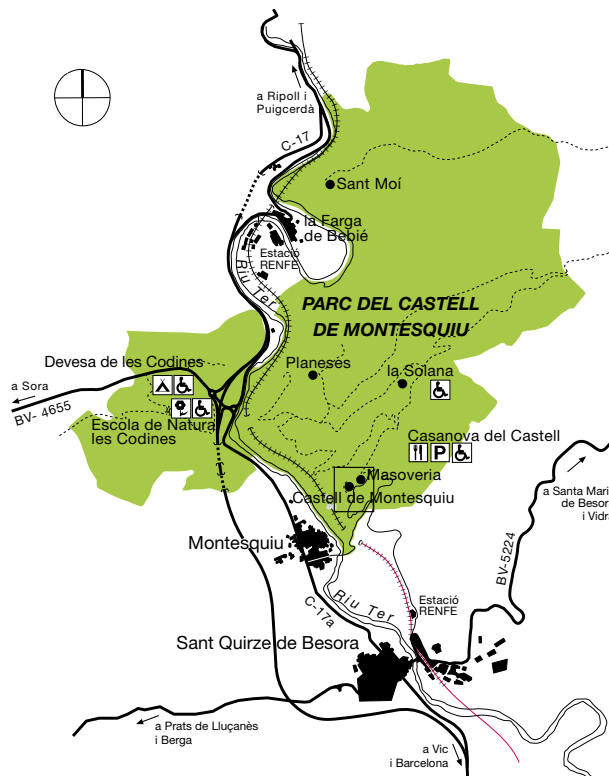 a Ripoll i
Puigcerdà
C-17
Sant Moí
la Farga
de Bebié
Estació
RENFE
Riu Ter
PARC DEL CASTELL
DE MONTESQUIU
Devesa de les Codines
Planeses
la Solana
a Sora
BV- 4655
Escola de Natura
les Codines
Casanova del Castell
P
Masoveria
Castell de Montesquiu
a Santa Mari
de Besor
i Vidr
Montesquiu
BV-5224
C-17a
Riu Ter
Estació
RENFE
Sant Quirze de Besora
a Prats de Lluçanès
i Berga
a Vic
i Barcelona